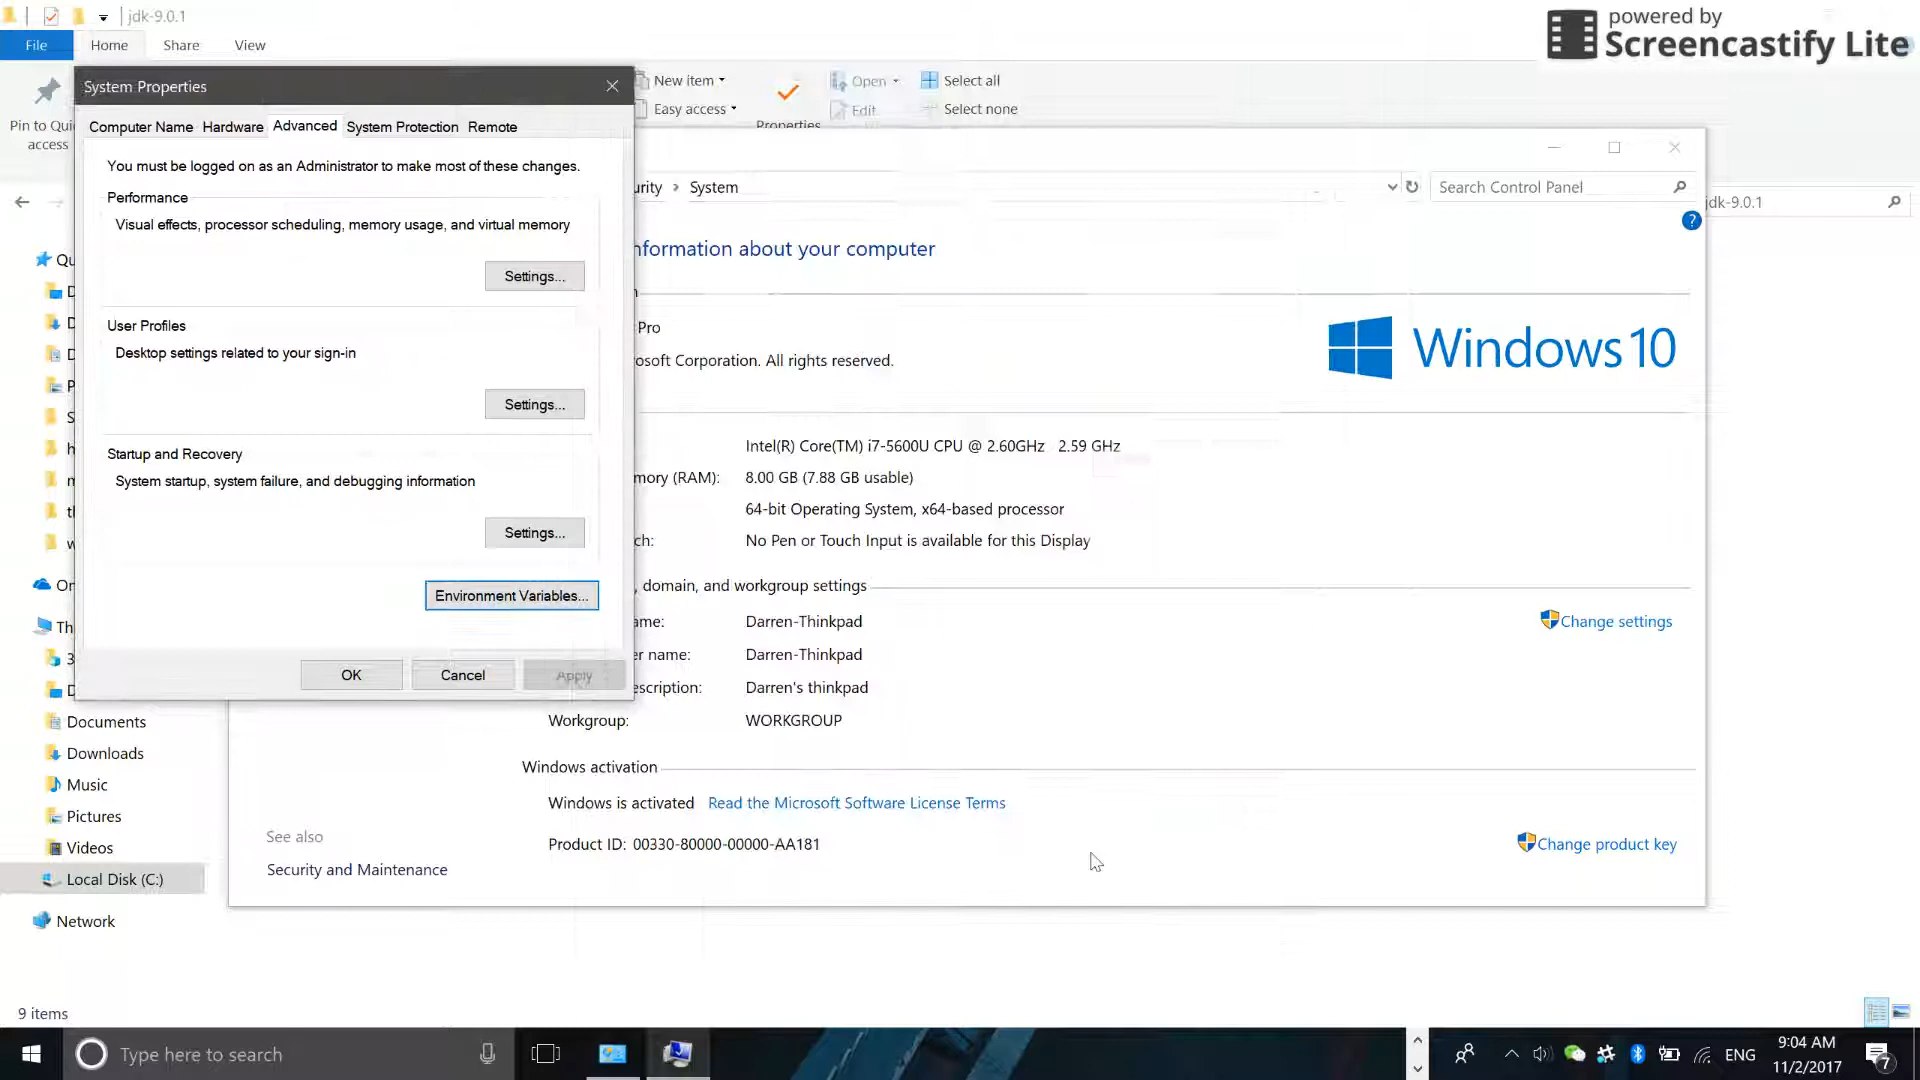 jdk-9.0.1
powered by
Screencastify Lite
File
Home
Share
View
System Properties
New item
Open
Select all
Easy access
Edit
Select none
Pin to Qui
access
Properties
Computer Name
Hardware
Advanced
System Protection
Remote
You must be logged on as an Administrator to make most of these changes.
Performance
Visual effects, processor scheduling, memory usage, and virtual memory
Settings...
User Profiles
Desktop settings related to your sign-in
Settings...
Startup and Recovery
System startup, system failure, and debugging information
Settings...
Environment Variables...
OK
Cancel
Apply
urity > System
Search Control Panel
jdk-9.0.1
?
nformation about your computer
Pro
osoft Corporation. All rights reserved.
Windows 10
Intel(R) Core(TM) i7-5600U CPU @ 2.60GHz 2.59 GHz
mory (RAM):
8.00 GB (7.88 GB usable)
64-bit Operating System, x64-based processor
ch:
No Pen or Touch Input is available for this Display
, domain, and workgroup settings
ame:
Darren-Thinkpad
Change settings
er name:
Darren-Thinkpad
escription:
Darren's thinkpad
Workgroup:
WORKGROUP
Windows activation
Windows is activated
Read the Microsoft Software License Terms
Product ID: 00330-80000-00000-AA181
Change product key
See also
Security and Maintenance
Qu
D
D
D
P
S
h
m
th
w
On
Th
3
D
Documents
Downloads
Music
Pictures
Videos
Local Disk (C:)
Network
9 items
Type here to search
ENG
9:04 AM
11/2/2017
7